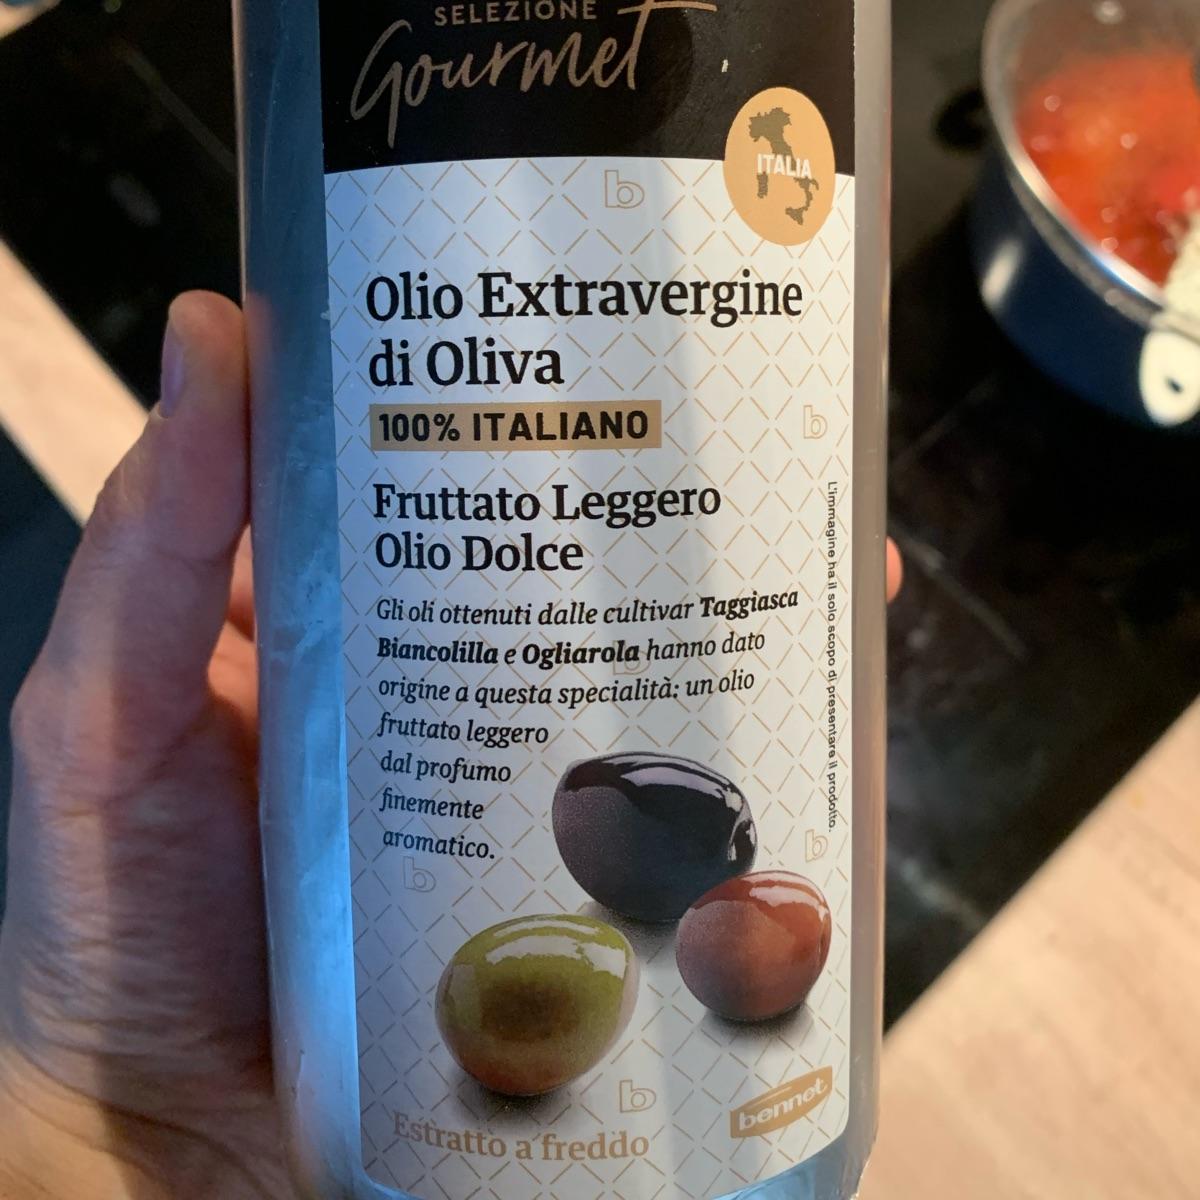 SELEZIONE
Gourmet
ITALIA
b
Olio Extravergine
di Oliva
100% ITALIANO
b
Fruttato Leggero
Olio Dolce
Gli oli ottenuti dalle cultivar Taggiasca
Biancolilla e Ogliarola hanno dato
origine a questa specialità: un olio
fruttato leggero
dal profumo
finemente
aromatico.
L'immagine ha il solo scopo di presentare il prodotto.
b
b
b
b
Estratto a freddo
bennet